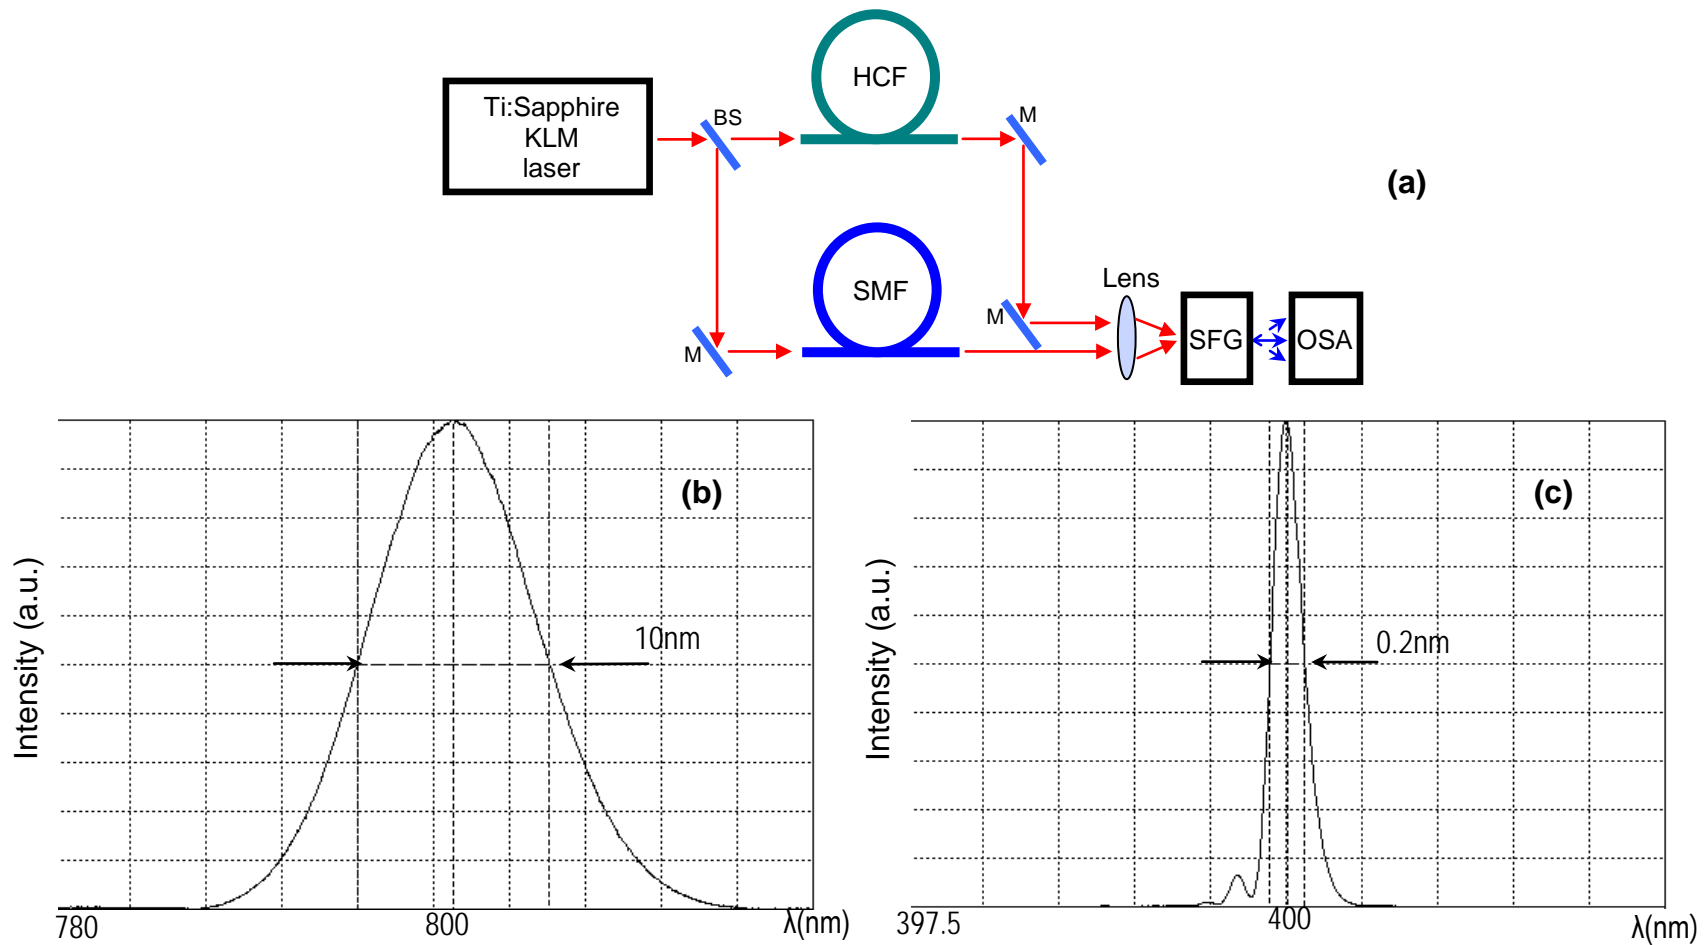 HCF
Ti:Sapphire
KLM
laser
BS
M
(a)
SMF
Lens
M
M
SFG
OSA
(b)
Intensity (a.u.)
10nm
780
800
λ(nm)
(c)
Intensity (a.u.)
0.2nm
397.5
400
λ(nm)